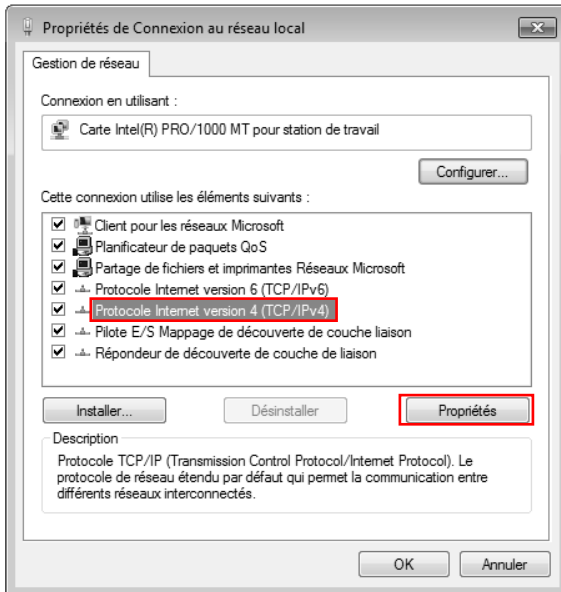 Propriétés de Connexion au réseau local
Gestion de réseau
Connexion en utilisant :
Carte Intel(R) PRO/1000 MT pour station de travail
Configurer...
Cette connexion utilise les éléments suivants :
Client pour les réseaux Microsoft
Planificateur de paquets QoS
Partage de fichiers et imprimantes Réseaux Microsoft
Protocole Internet version 6 (TCP/IPv6)
Protocole Internet version 4 (TCP/IPv4)
Pilote E/S Mappage de découverte de couche liaison
Répondeur de découverte de couche de liaison
Installer...
Désinstaller
Propriétés
Description
Protocole TCP/IP (Transmission Control Protocol/Internet Protocol). Le
protocole de réseau étendu par défaut qui permet la communication entre
différents réseaux interconnectés.
OK
Annuler